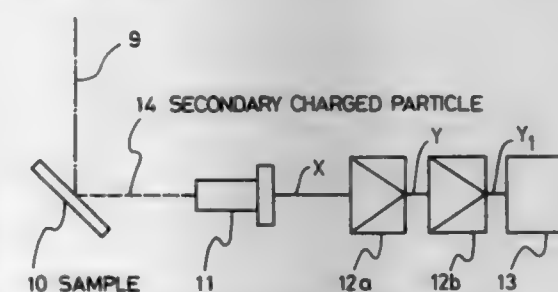 9
14 SECONDARY CHARGED PARTICLE
X
Y
Y1
10 SAMPLE
11
12a
12b
13